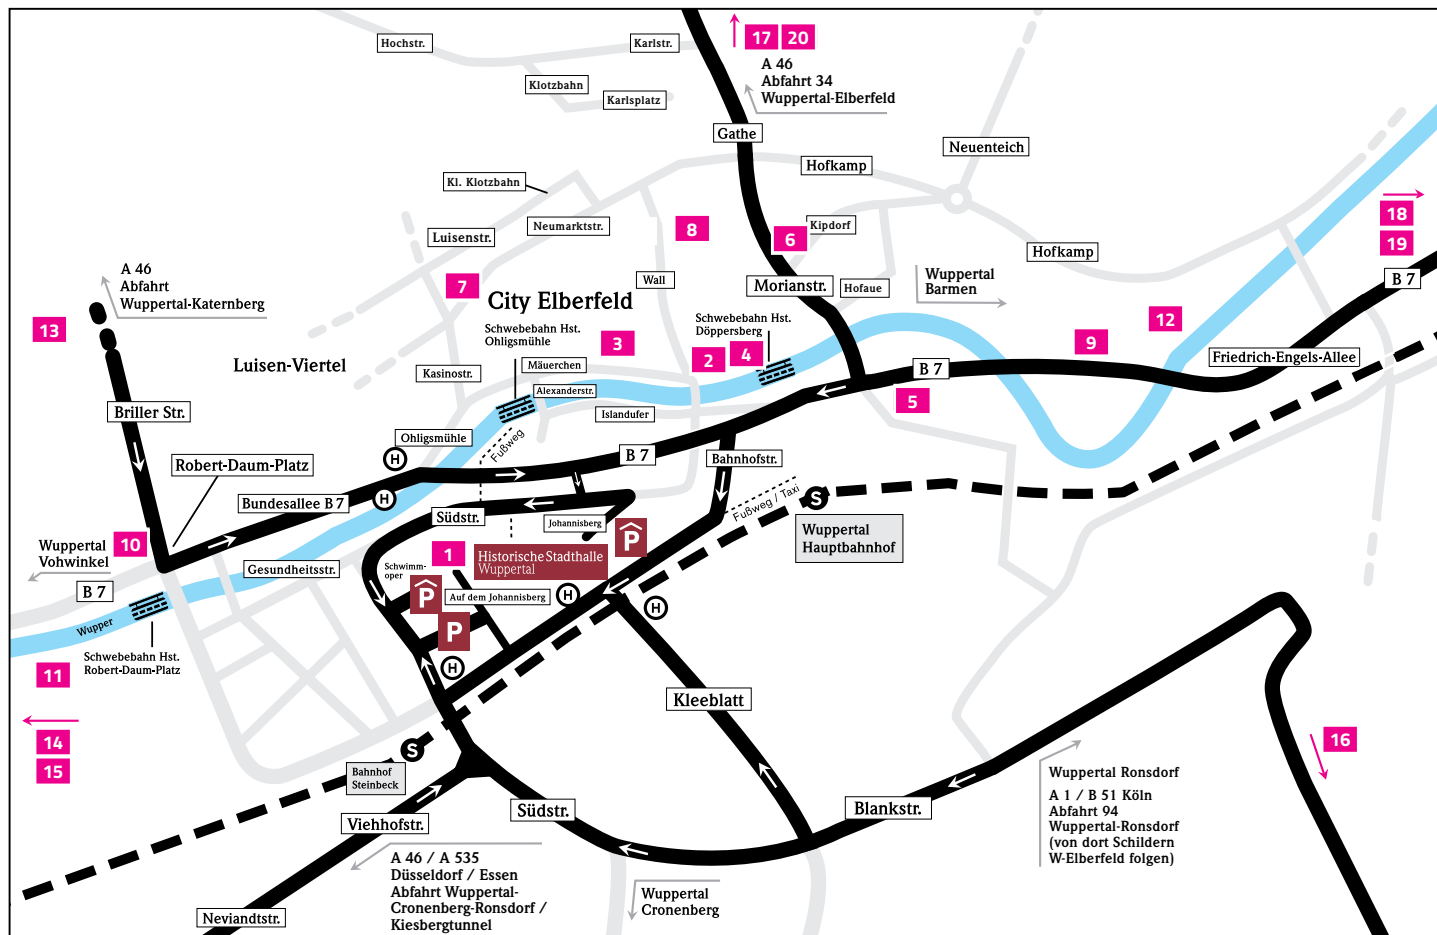 Hochstr.
Karlstr.
17 20
A 46
Abfahrt 34
Wuppertal-Elberfeld
Klotzbahn
Karlsplatz
Gathe
Neuenteich
Hofkamp
Kl. Klotzbahn
18
19
B 7
Neumarktstr.
Luisenstr.
8
6
Kipdorf
Hofkamp
A 46
Abfahrt
Wuppertal-Katernberg
7
City Elberfeld
Wall
Morianstr.
Hofaue
Wuppertal
Barmen
13
Schwebebahn Hst.
Ohligsmühle
3
Schwebebahn Hst.
Döppersberg
2
4
9
12
Luisen-Viertel
Kasinostr.
Mäuerchen
Alexanderstr.
Islandufer
B 7
Friedrich-Engels-Allee
5
Briller Str.
Ohligsmühle
H
Fußweg
B 7
Bahnhofstr.
Robert-Daum-Platz
Bundesallee B 7
H
Fußweg / Taxi
S
Südstr.
Johannisberg
P
Wuppertal
Hauptbahnhof
10
Wuppertal
Vohwinkel
B 7
Gesundheitsstr.
1
Historische Stadthalle
Wuppertal
Schwimm-
oper
P
Auf dem Johannisberg
H
H
Wupper
P
Schwebebahn Hst.
Robert-Daum-Platz
H
11
Kleeblatt
14
15
S
Bahnhof
Steinbeck
16
Viehhofstr.
Südstr.
Blankstr.
Wuppertal Ronsdorf
A 1 / B 51 Köln
Abfahrt 94
Wuppertal-Ronsdorf
(von dort Schildern
W-Elberfeld folgen)
A 46 / A 535
Düsseldorf / Essen
Abfahrt Wuppertal-
Cronenberg-Ronsdorf /
Kiesbergtunnel
Wuppertal
Cronenberg
Neviandtstr.